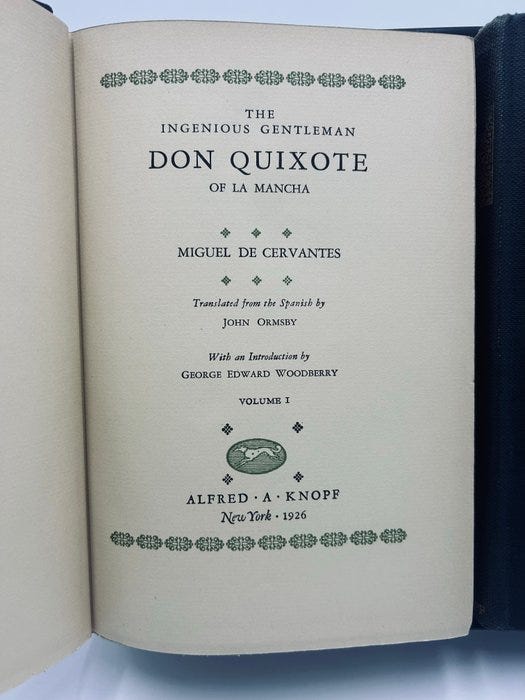 THE
INGENIOUS GENTLEMAN
DON QUIXOTE
OF LA MANCHA
MIGUEL DE CERVANTES
Translated from the Spanish by
JOHN ORMSBY
With an Introduction by
GEORGE EDWARD WOODBERRY
VOLUME I
ALFRED · A · KNOPF
New York · 1926